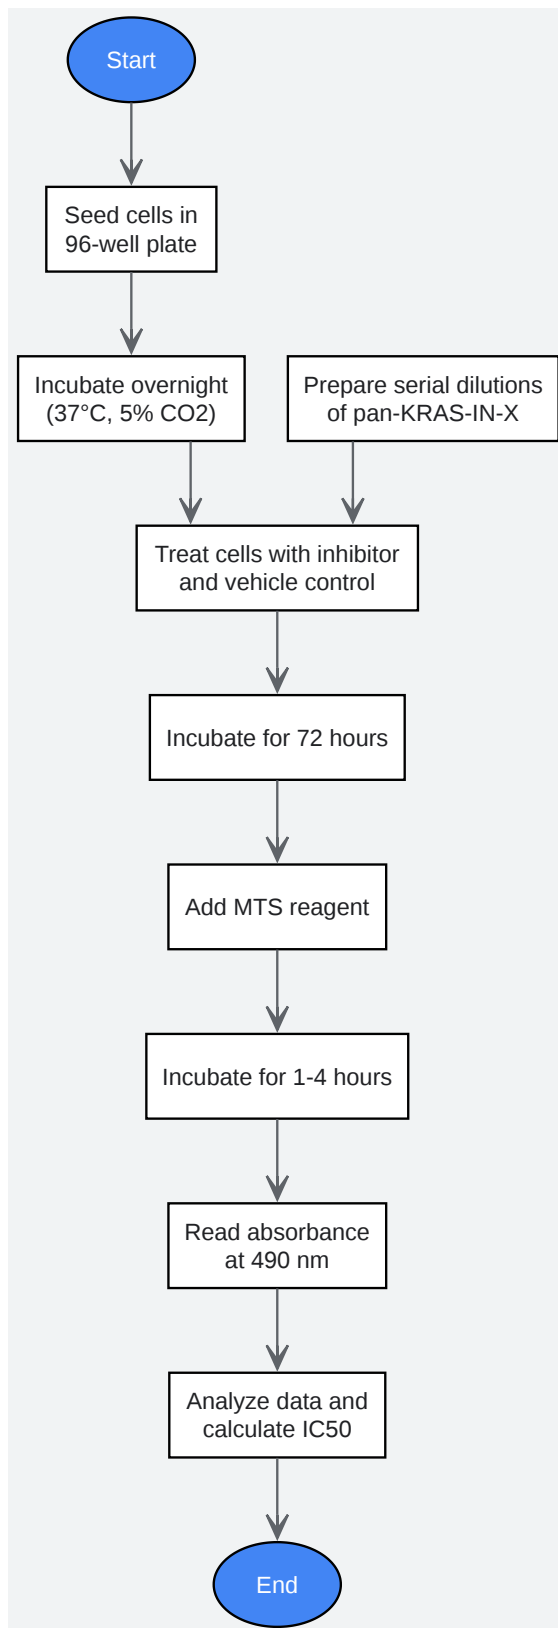 Start
Seed cells in
96-well plate
Incubate overnight
(37°C, 5% CO2)
Prepare serial dilutions
of pan-KRAS-IN-X
Treat cells with inhibitor
and vehicle control
Incubate for 72 hours
Add MTS reagent
Incubate for 1-4 hours
Read absorbance
at 490 nm
Analyze data and
calculate IC50
End